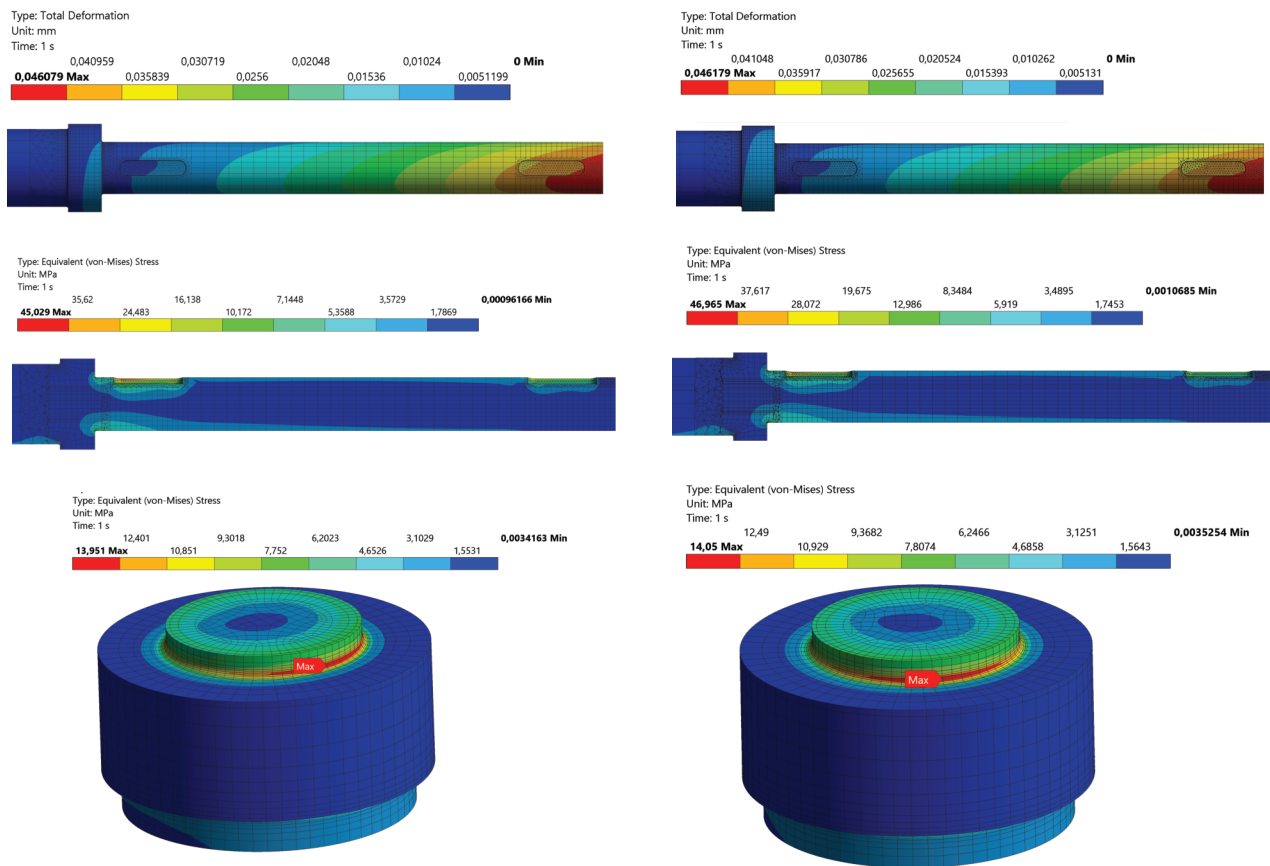 Type: Total Deformation
Unit: mm
Time: 1 s
0,040959 0,030719 0,02048 0,01024 0 Min
0,046079 Max 0,035839 0,0256 0,01536 0,0051199
Type: Total Deformation
Unit: mm
Time: 1 s
0,041048 0,030786 0,020524 0,010262 0 Min
0,046179 Max 0,035917 0,025655 0,015393 0,005131
Type: Equivalent (von-Mises) Stress
Unit: MPa
Time: 1 s
35,62 16,138 7,1448 3,5729 0,00096166 Min
45,029 Max 24,483 10,172 5,3588 1,7869
Type: Equivalent (von-Mises) Stress
Unit: MPa
Time: 1 s
37,617 19,675 8,3484 3,4895 0,0010685 Min
46,965 Max 28,072 12,986 5,919 1,7453
Type: Equivalent (von-Mises) Stress
Unit: MPa
Time: 1 s
12,401 9,3018 6,2023 3,1029 0,0034163 Min
13,951 Max 10,851 7,752 4,6526 1,5531
Max
Type: Equivalent (von-Mises) Stress
Unit: MPa
Time: 1 s
12,49 9,3682 6,2466 3,1251 0,0035254 Min
14,05 Max 10,929 7,8074 4,6858 1,5643
Max